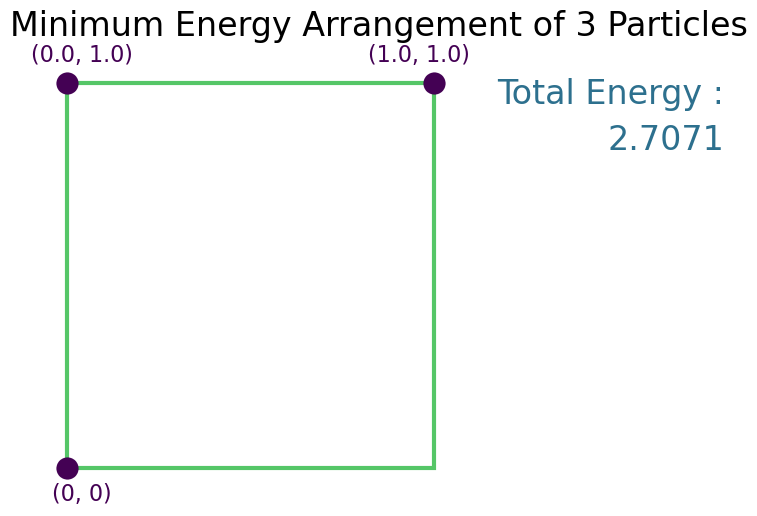 Minimum Energy Arrangement of 3 Particles
(0.0, 1.0)
(1.0, 1.0)
Total Energy :
2.7071
(0, 0)